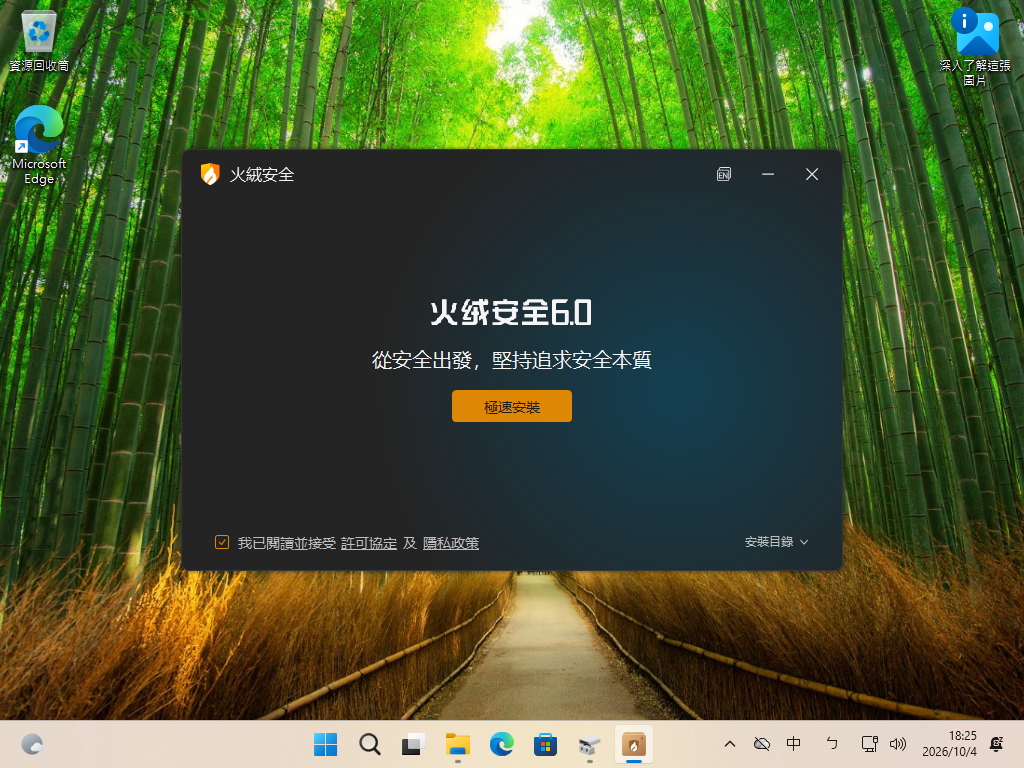 資源回收筒
深入了解這張
圖片
Microsoft
Edge
火絨安全
EN
火绒安全6.0
從安全出發，堅持追求安全本質
極速安裝
我已閱讀並接受 許可協定 及 隱私政策
安裝目錄
中
ㄅ
18:25
2026/10/4